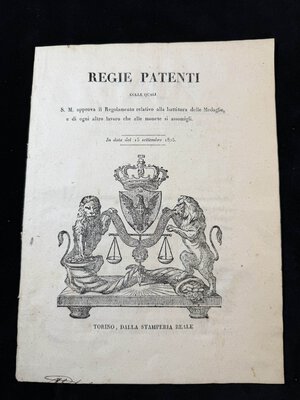 REGIE PATENTI
COLLE QUALI
S. M. approva il Regolamento relativo alla battitura delle Medaglie,
e di ogni altro lavoro che alle monete si assomigli.
In data del 15 settembre
TORINO, DALLA STAMPERIA REALE